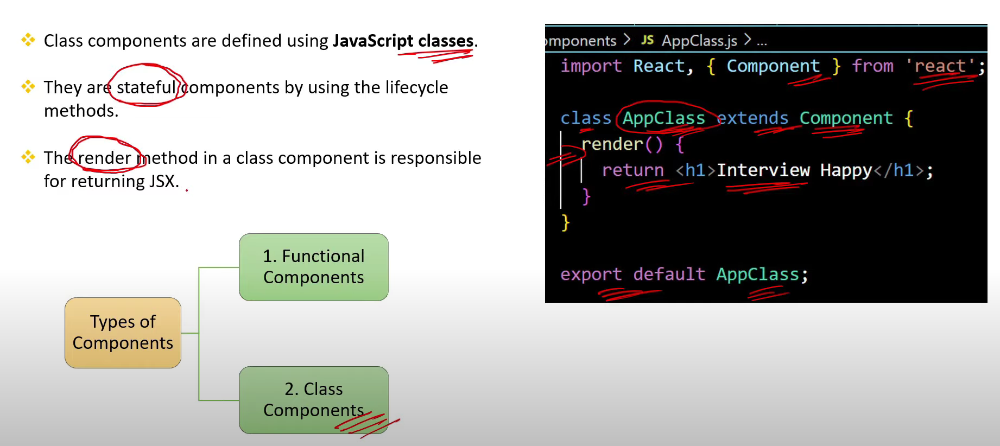 Class components are defined using JavaScript classes.
They are stateful components by using the lifecycle
methods.
The render method in a class component is responsible
for returning JSX.
1. Functional
Components
Types of
Components
2. Class
Components
omponents > JS AppClass.js > ...
import React, { Component } from 'react';
class AppClass extends Component {
render() {
return <h1>Interview Happy</h1>;
}
}
export default AppClass;